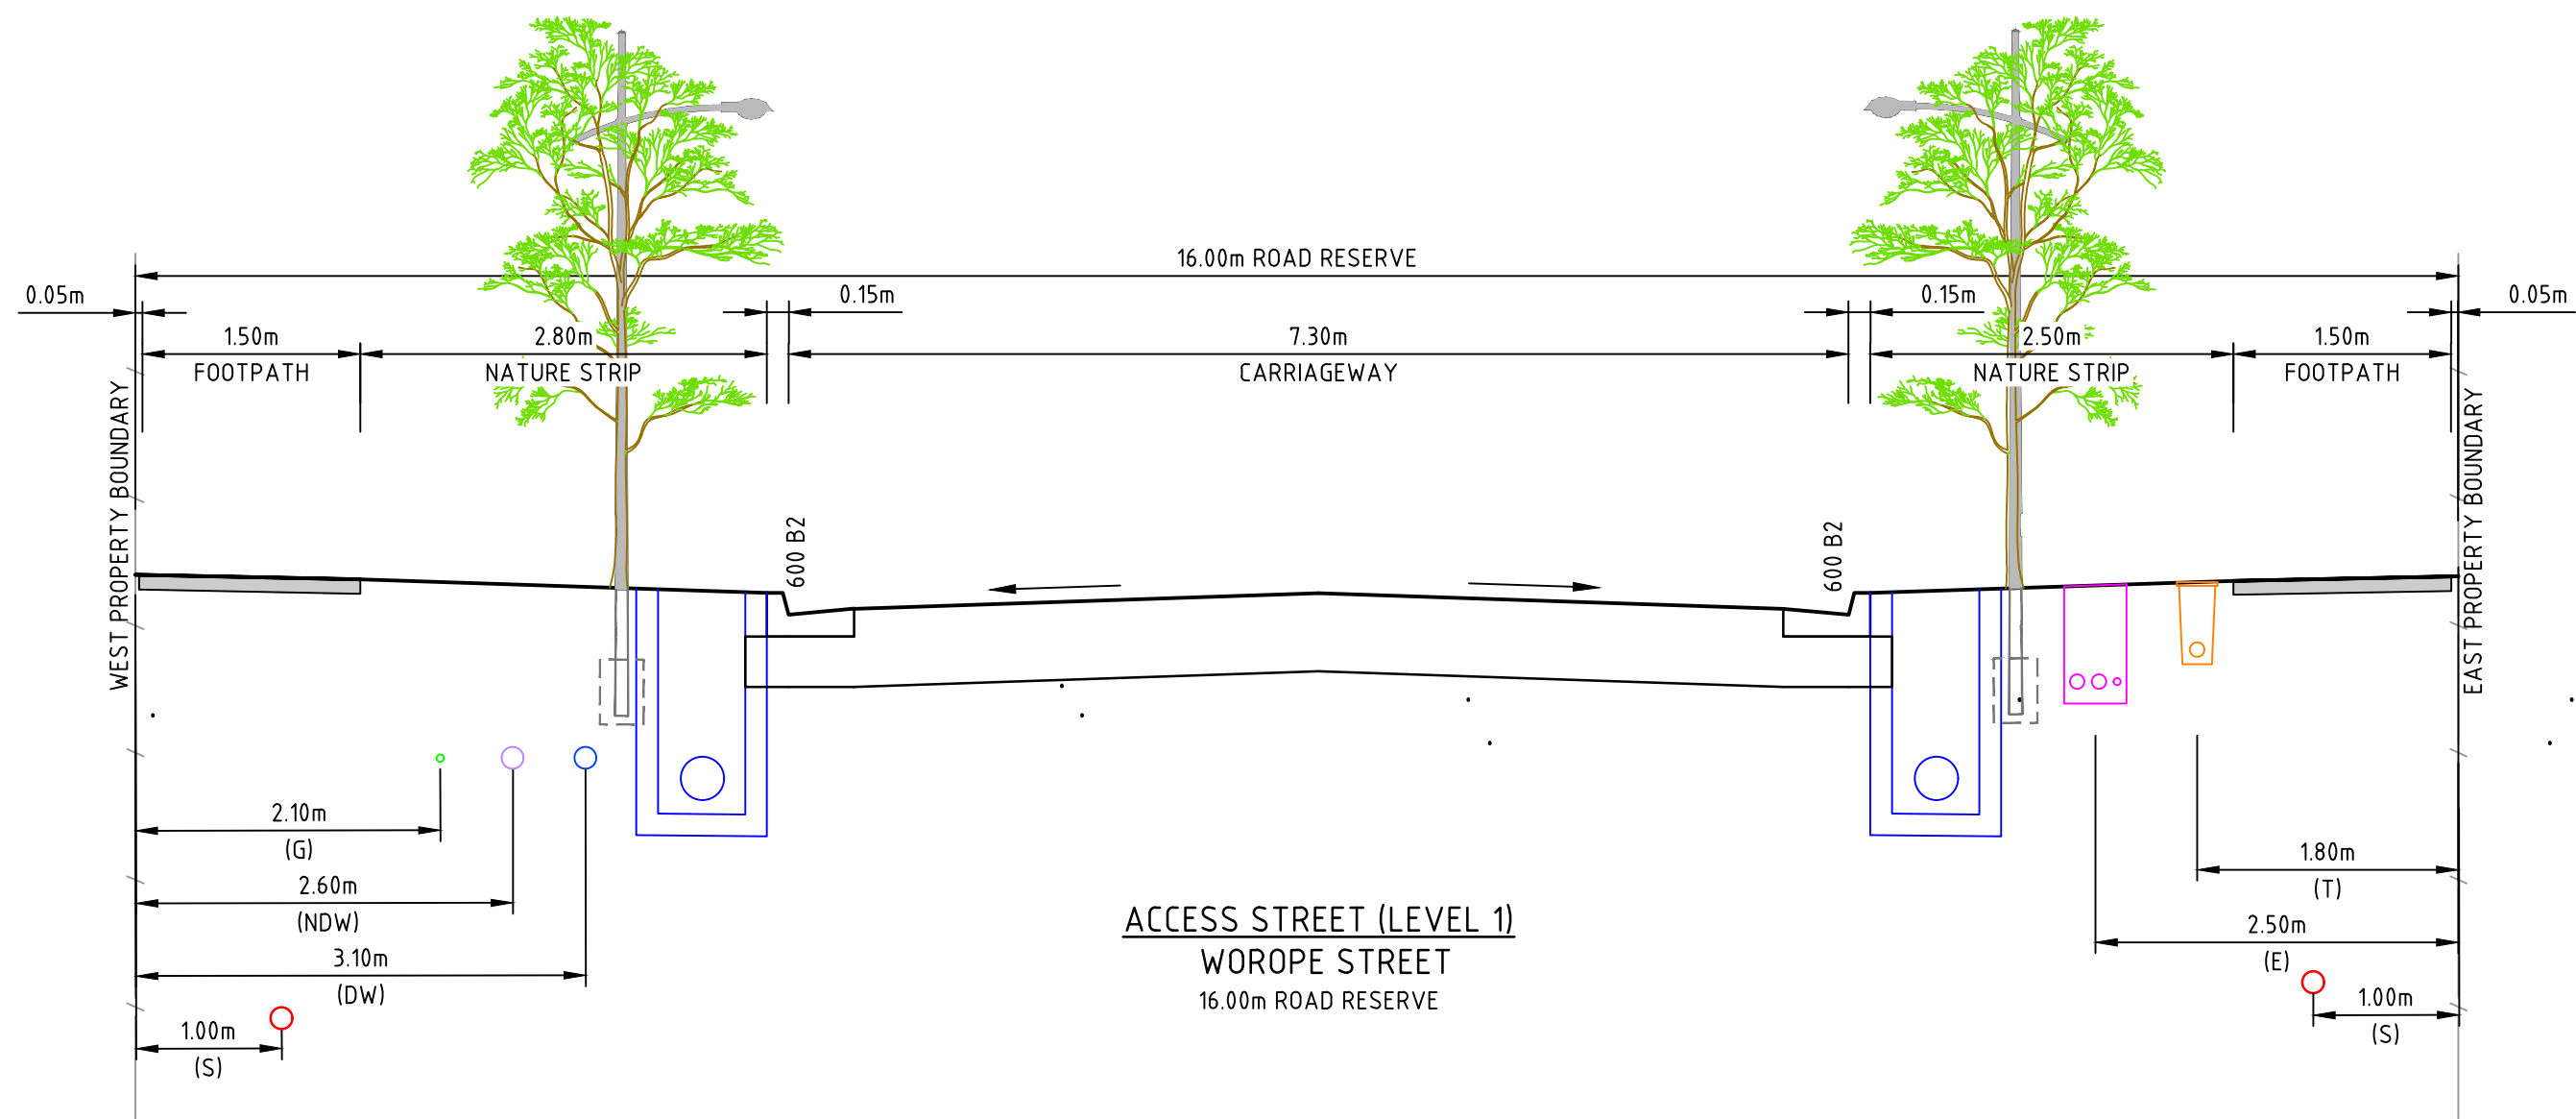 16.00m ROAD RESERVE
0.05m
0.15m
0.15m
0.05m
1.50m
2.80m
7.30m
2.50m
1.50m
FOOTPATH
NATURE STRIP
CARRIAGEWAY
NATURE STRIP
FOOTPATH
WEST PROPERTY BOUNDARY
600 B2
600 B2
EAST PROPERTY BOUNDARY
2.10m
(G)
2.60m
(NDW)
3.10m
(DW)
1.00m
(S)
1.80m
(T)
2.50m
(E)
1.00m
(S)
ACCESS STREET (LEVEL 1)
WOROPE STREET
16.00m ROAD RESERVE